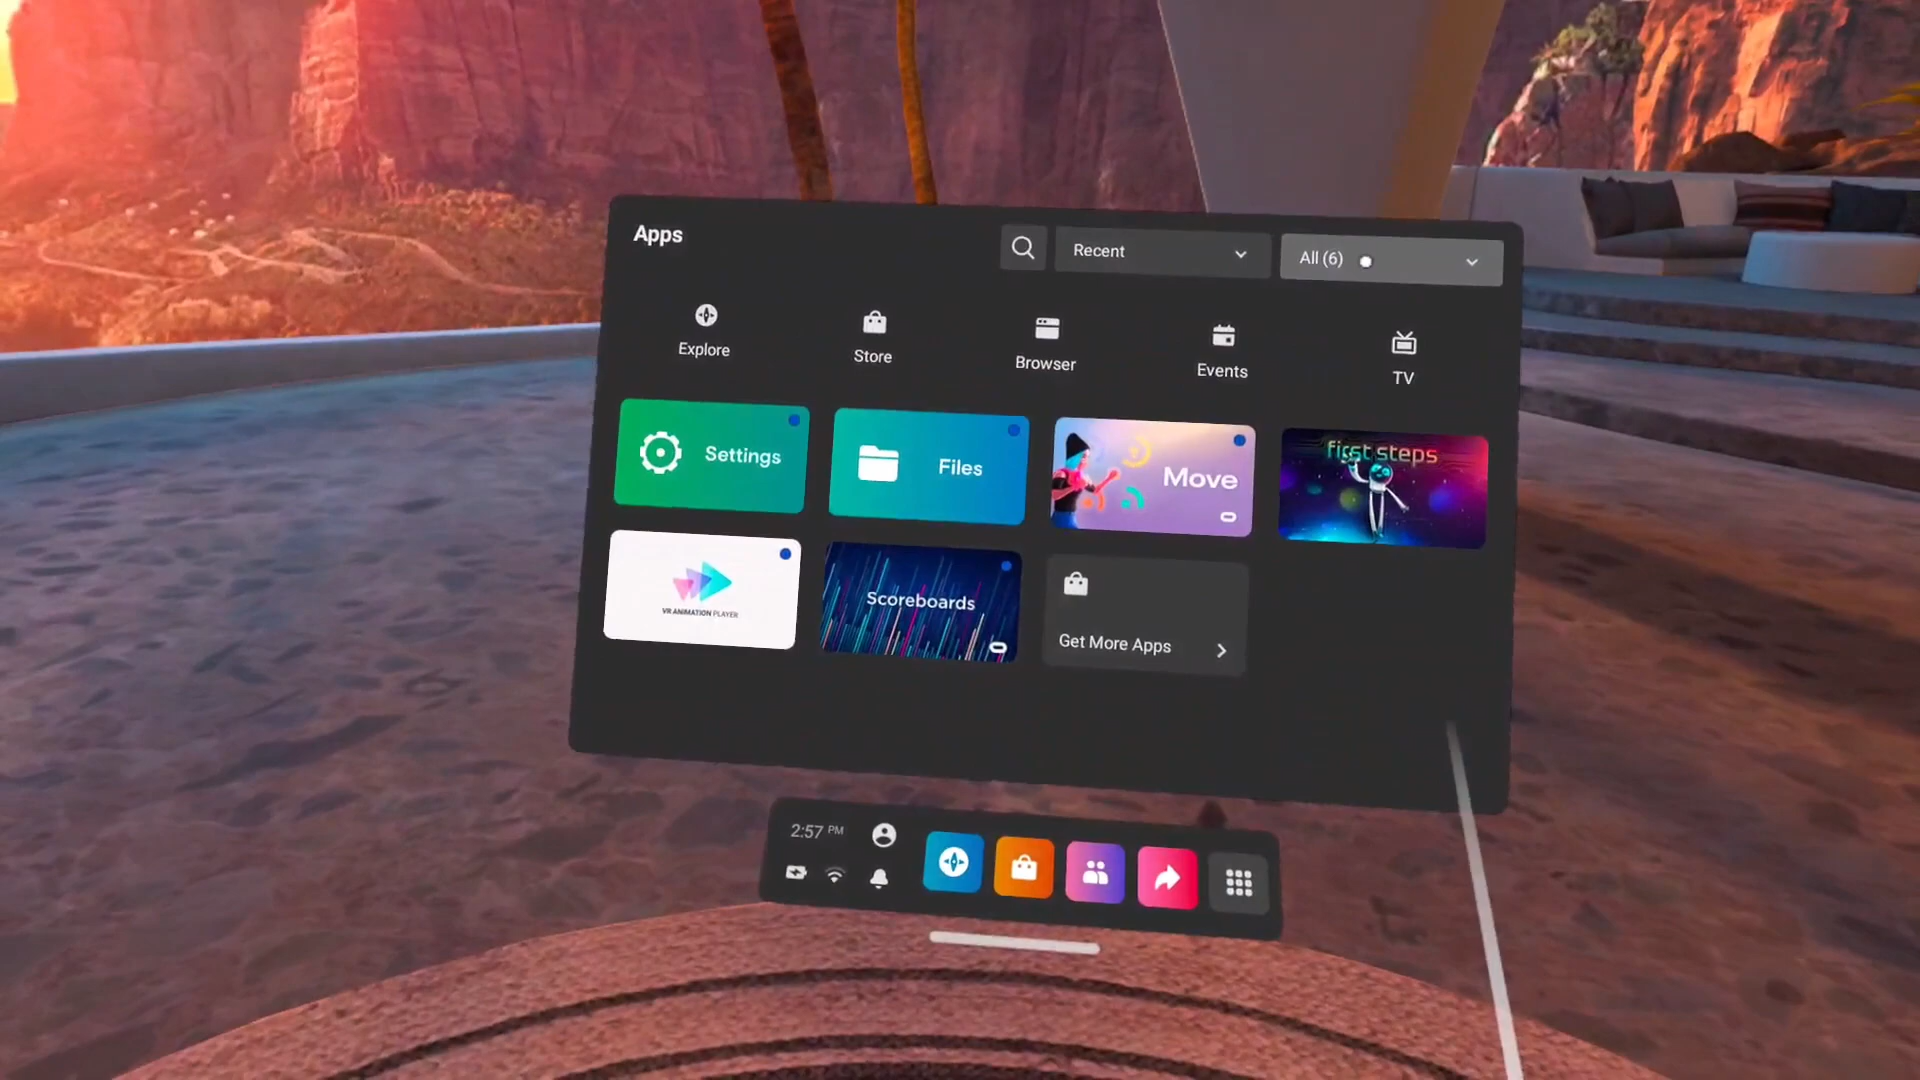 Apps
Recent
All (6)
Explore
Store
Browser
Events
TV
Settings
Files
Move
first steps
VR ANIMATION PLAYER
Scoreboards
Get More Apps
2:57 PM